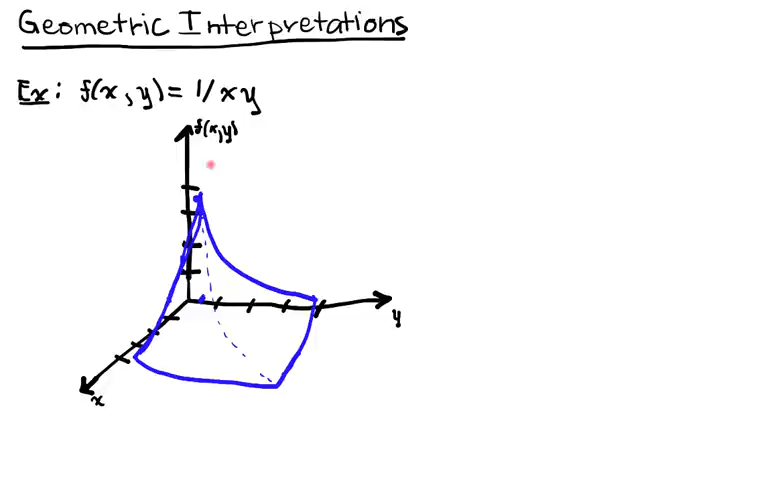 Geometric Interpretations
Ex: f(x,y)= 1/xy
f(x,y)
y
x